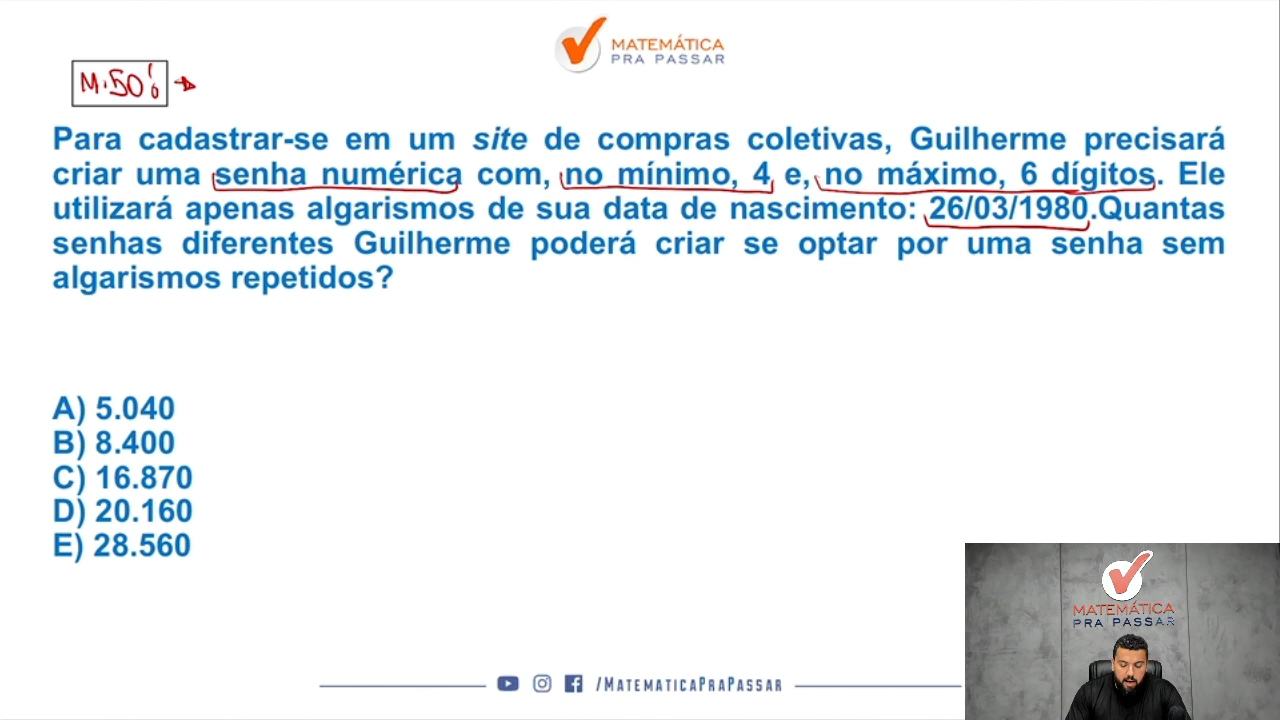 MATEMÁTICA
PRA PASSAR
M.50%
Para cadastrar-se em um site de compras coletivas, Guilherme precisará
criar uma senha numérica com, no mínimo, 4 e, no máximo, 6 dígitos. Ele
utilizará apenas algarismos de sua data de nascimento: 26/03/1980.Quantas
senhas diferentes Guilherme poderá criar se optar por uma senha sem
algarismos repetidos?
A) 5.040
B) 8.400
C) 16.870
D) 20.160
E) 28.560
MATEMÁTICA
PRA PASSAR
/MATEMATICAPRAPASSAR